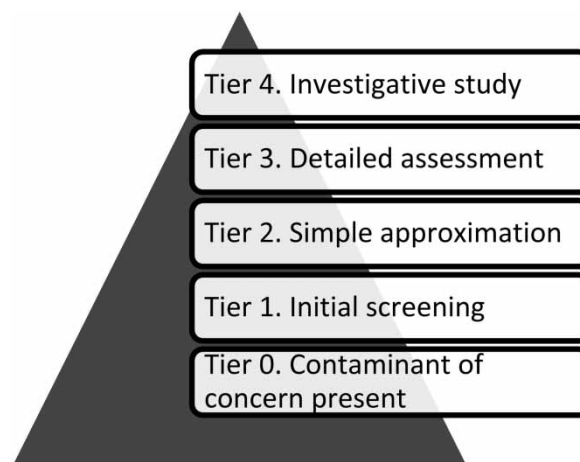 Tier 4. Investigative study
Tier 3. Detailed assessment
Tier 2. Simple approximation
Tier 1. Initial screening
Tier 0. Contaminant of
concern present